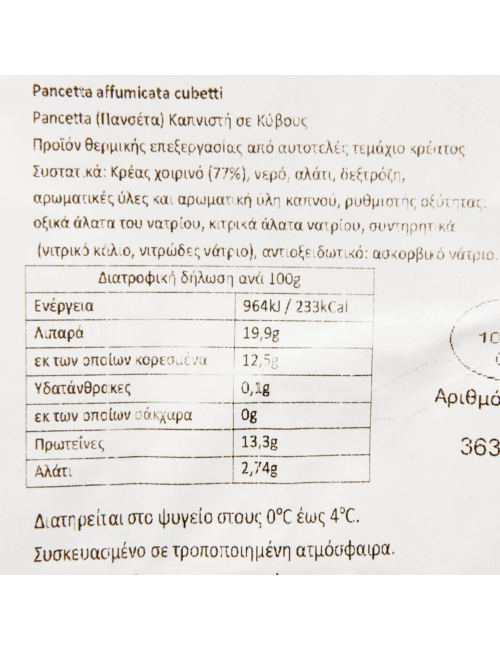 Pancetta affumicata cubetti
Pancetta (Πανσέτα) Καπνιστή σε Κύβους
Προϊόν θερμικής επεξεργασίας από αυτοτελές τεμάχιο κρέατος
Συστατικά: Κρέας χοιρινό (77%), νερό, αλάτι, δεξτρόζη,
αρωματικές ύλες και αρωματική ύλη καπνού, ρυθμιστής οξύτητας:
οξικά άλατα του νατρίου, κιτρικά άλατα νατρίου, συντηρητικά
(νιτρικό κάλιο, νιτρώδες νάτριο), αντιοξειδωτικό: ασκορβικό νάτριο.
Διατροφική δήλωση ανά 100g
Ενέργεια 964kJ / 233kCal
Λιπαρά 19,9g
εκ των οποίων κορεσμένα 12,5g
Υδατάνθρακες 0,1g
εκ των οποίων σάκχαρα 0g
Πρωτεΐνες 13,3g
Αλάτι 2,74g
10
Αριθμό
363
Διατηρείται στο ψυγείο στους 0°C έως 4°C.
Συσκευασμένο σε τροποποιημένη ατμόσφαιρα.